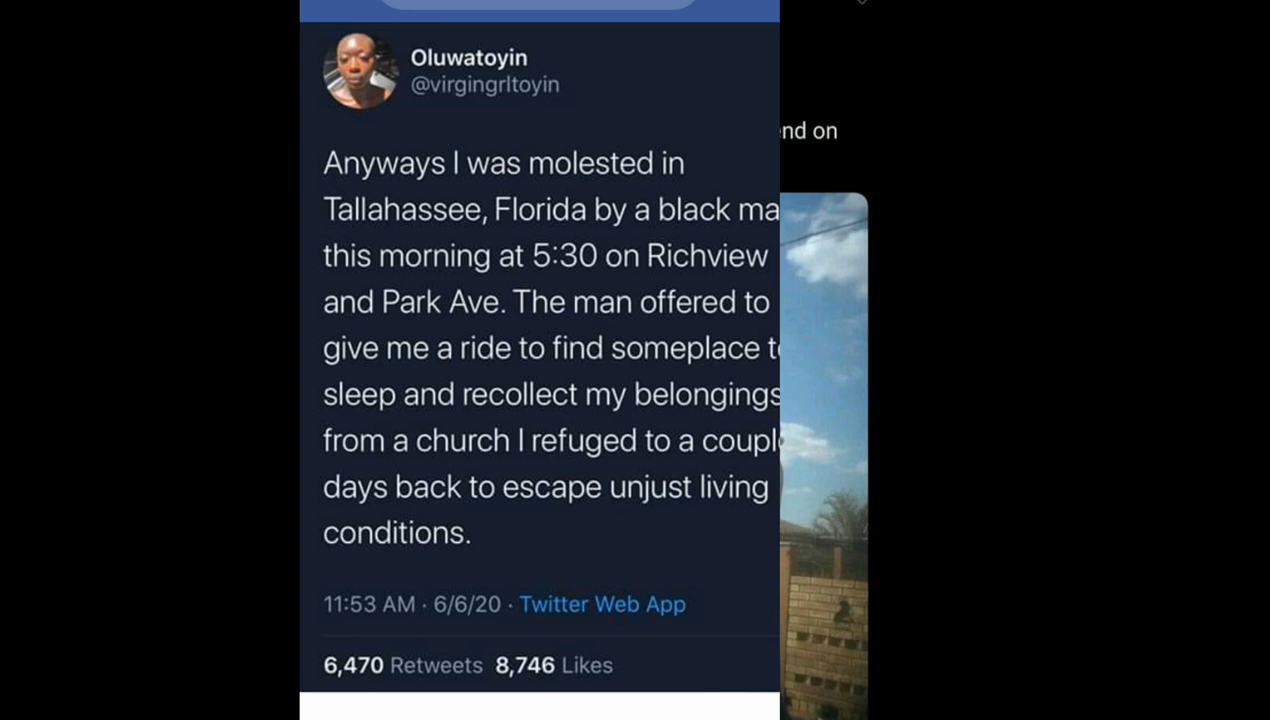 Oluwatoyin
@virgingrltoyin
Anyways I was molested in
Tallahassee, Florida by a black ma
this morning at 5:30 on Richview
and Park Ave. The man offered to
give me a ride to find someplace t
sleep and recollect my belongings
from a church I refuged to a coupl
days back to escape unjust living
conditions.
11:53 AM · 6/6/20 · Twitter Web App
6,470 Retweets 8,746 Likes
nd on